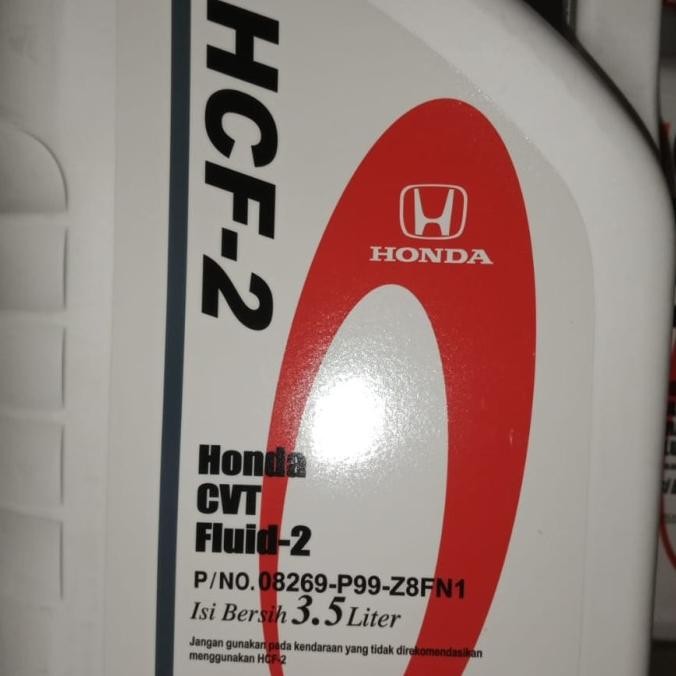 HCF-2
HONDA
Honda
CVT
Fluid-2
P/NO. 08269-P99-Z8FN1
Isi Bersih 3.5 Liter
Jangan gunakan pada kendaraan yang tidak direkomendasikan
menggunakan HCF-2